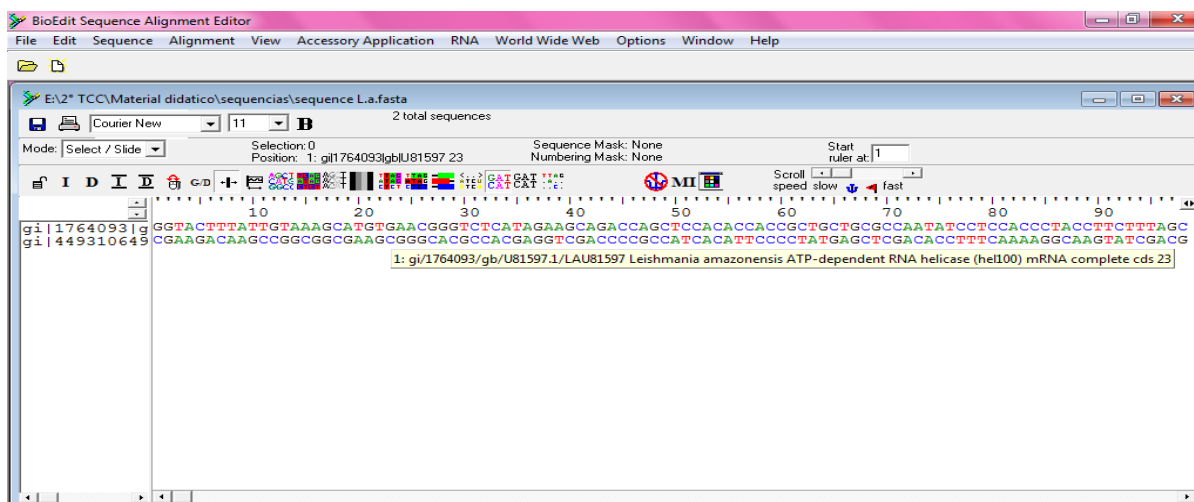 BioEdit Sequence Alignment Editor
File Edit Sequence Alignment View Accessory Application RNA World Wide Web Options Window Help
E:\2° TCC\Material didatico\sequencias\sequence L.a.fasta
Courier New 11 B 2 total sequences
Mode: Select / Slide Selection: 0 Sequence Mask: None Start
Position: 1: gi|1764093|gb|U81597 23 Numbering Mask: None ruler at: 1
I D I D G/D MI Scroll
speed slow fast
10 20 30 40 50 60 70 80 90
gi|1764093|g GGTACTTTATTGTAAAGCATGTGAACGGGTCTCATAGAAGCAGACCAGCTCCACACCACCGCTGCTGCGCCAATATCCTCCACCCTACCTTCTTTAGC
gi|449310649 CGAAGACAAGCCGGCGGCGAAGCGGGCACGCCACGAGGTCGACCCCGCCATCACATTCCCCTATGAGCTCGACACCTTTCAAAAGGCAAGTATCGACG
1: gi/1764093/gb/U81597.1/LAU81597 Leishmania amazonensis ATP-dependent RNA helicase (hel100) mRNA complete cds 23